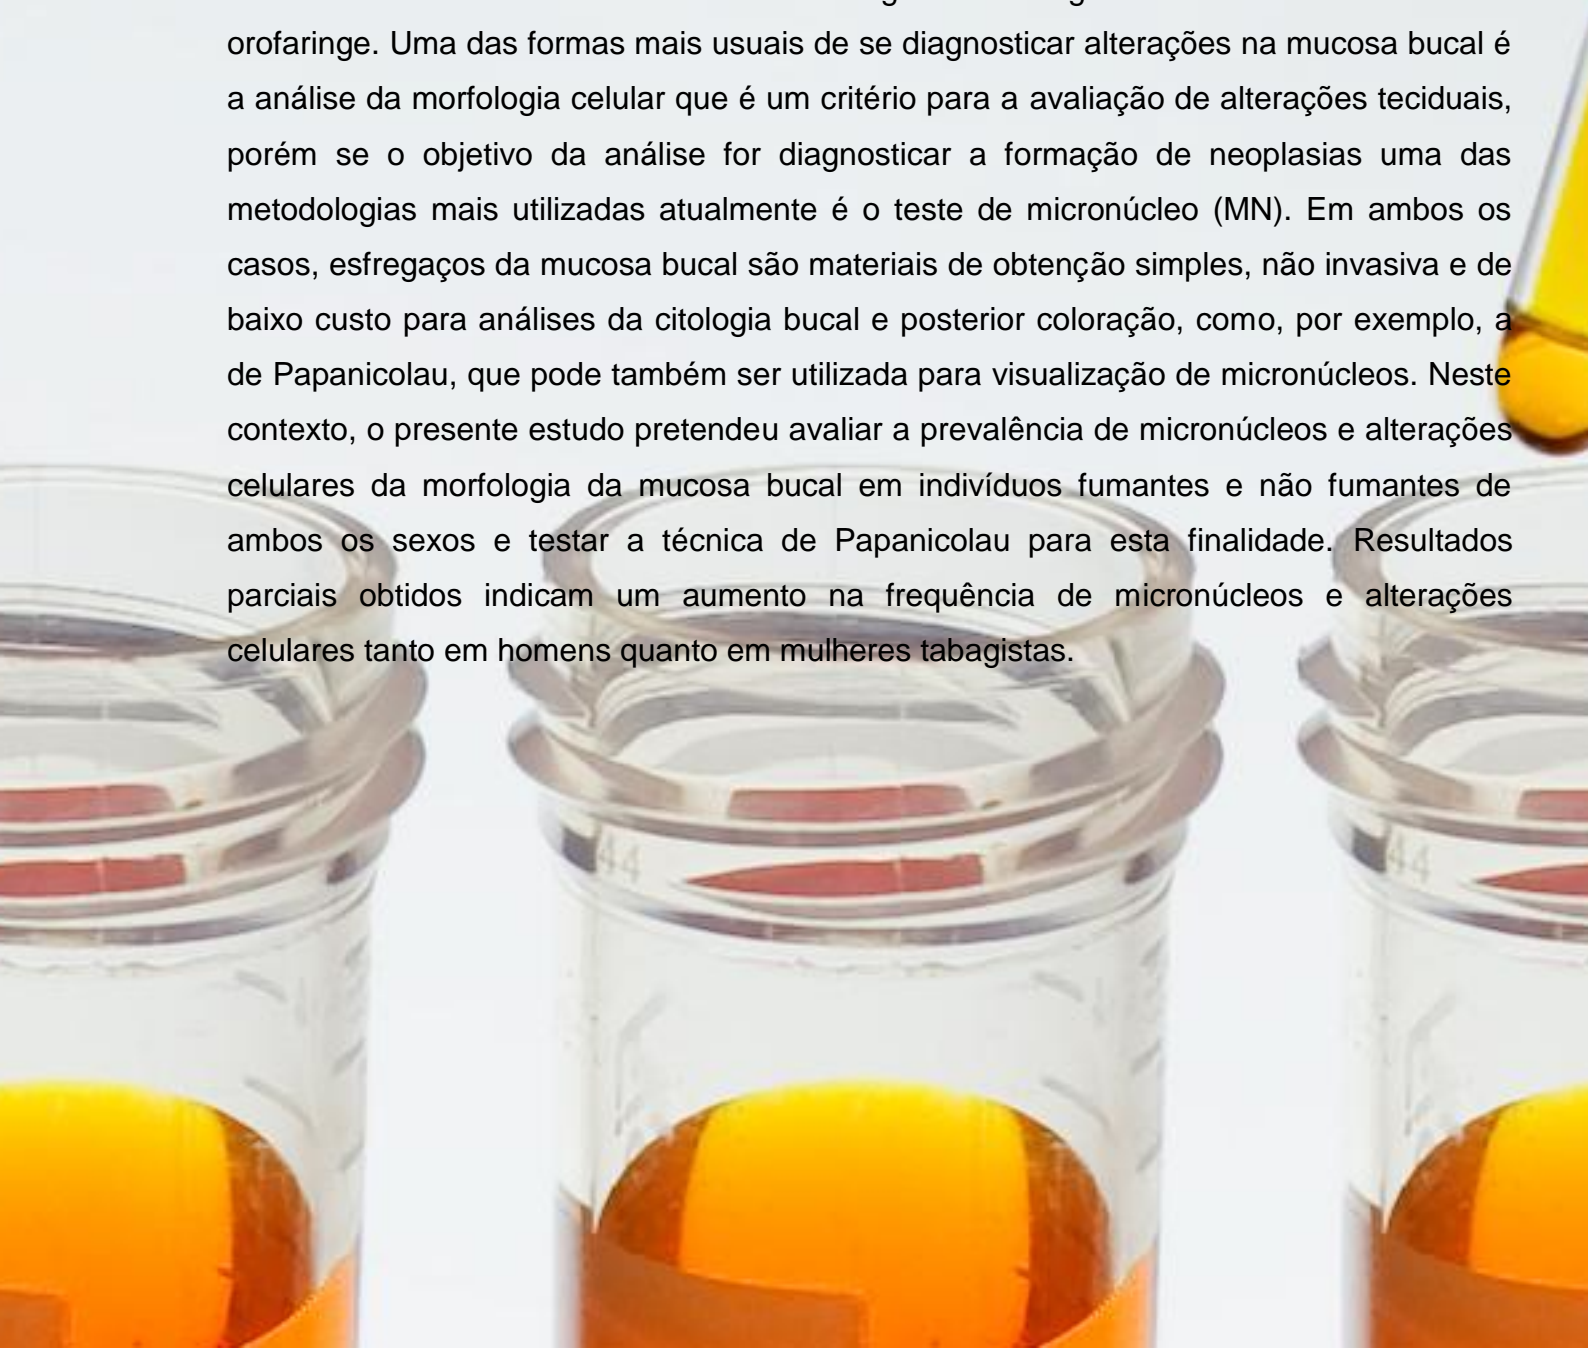 orofaringe. Uma das formas mais usuais de se diagnosticar alterações na mucosa bucal é
a análise da morfologia celular que é um critério para a avaliação de alterações teciduais,
porém se o objetivo da análise for diagnosticar a formação de neoplasias uma das
metodologias mais utilizadas atualmente é o teste de micronúcleo (MN). Em ambos os
casos, esfregaços da mucosa bucal são materiais de obtenção simples, não invasiva e de
baixo custo para análises da citologia bucal e posterior coloração, como, por exemplo, a
de Papanicolau, que pode também ser utilizada para visualização de micronúcleos. Neste
contexto, o presente estudo pretendeu avaliar a prevalência de micronúcleos e alterações
celulares da morfologia da mucosa bucal em indivíduos fumantes e não fumantes de
ambos os sexos e testar a técnica de Papanicolau para esta finalidade. Resultados
parciais obtidos indicam um aumento na frequência de micronúcleos e alterações
celulares tanto em homens quanto em mulheres tabagistas.
44
44